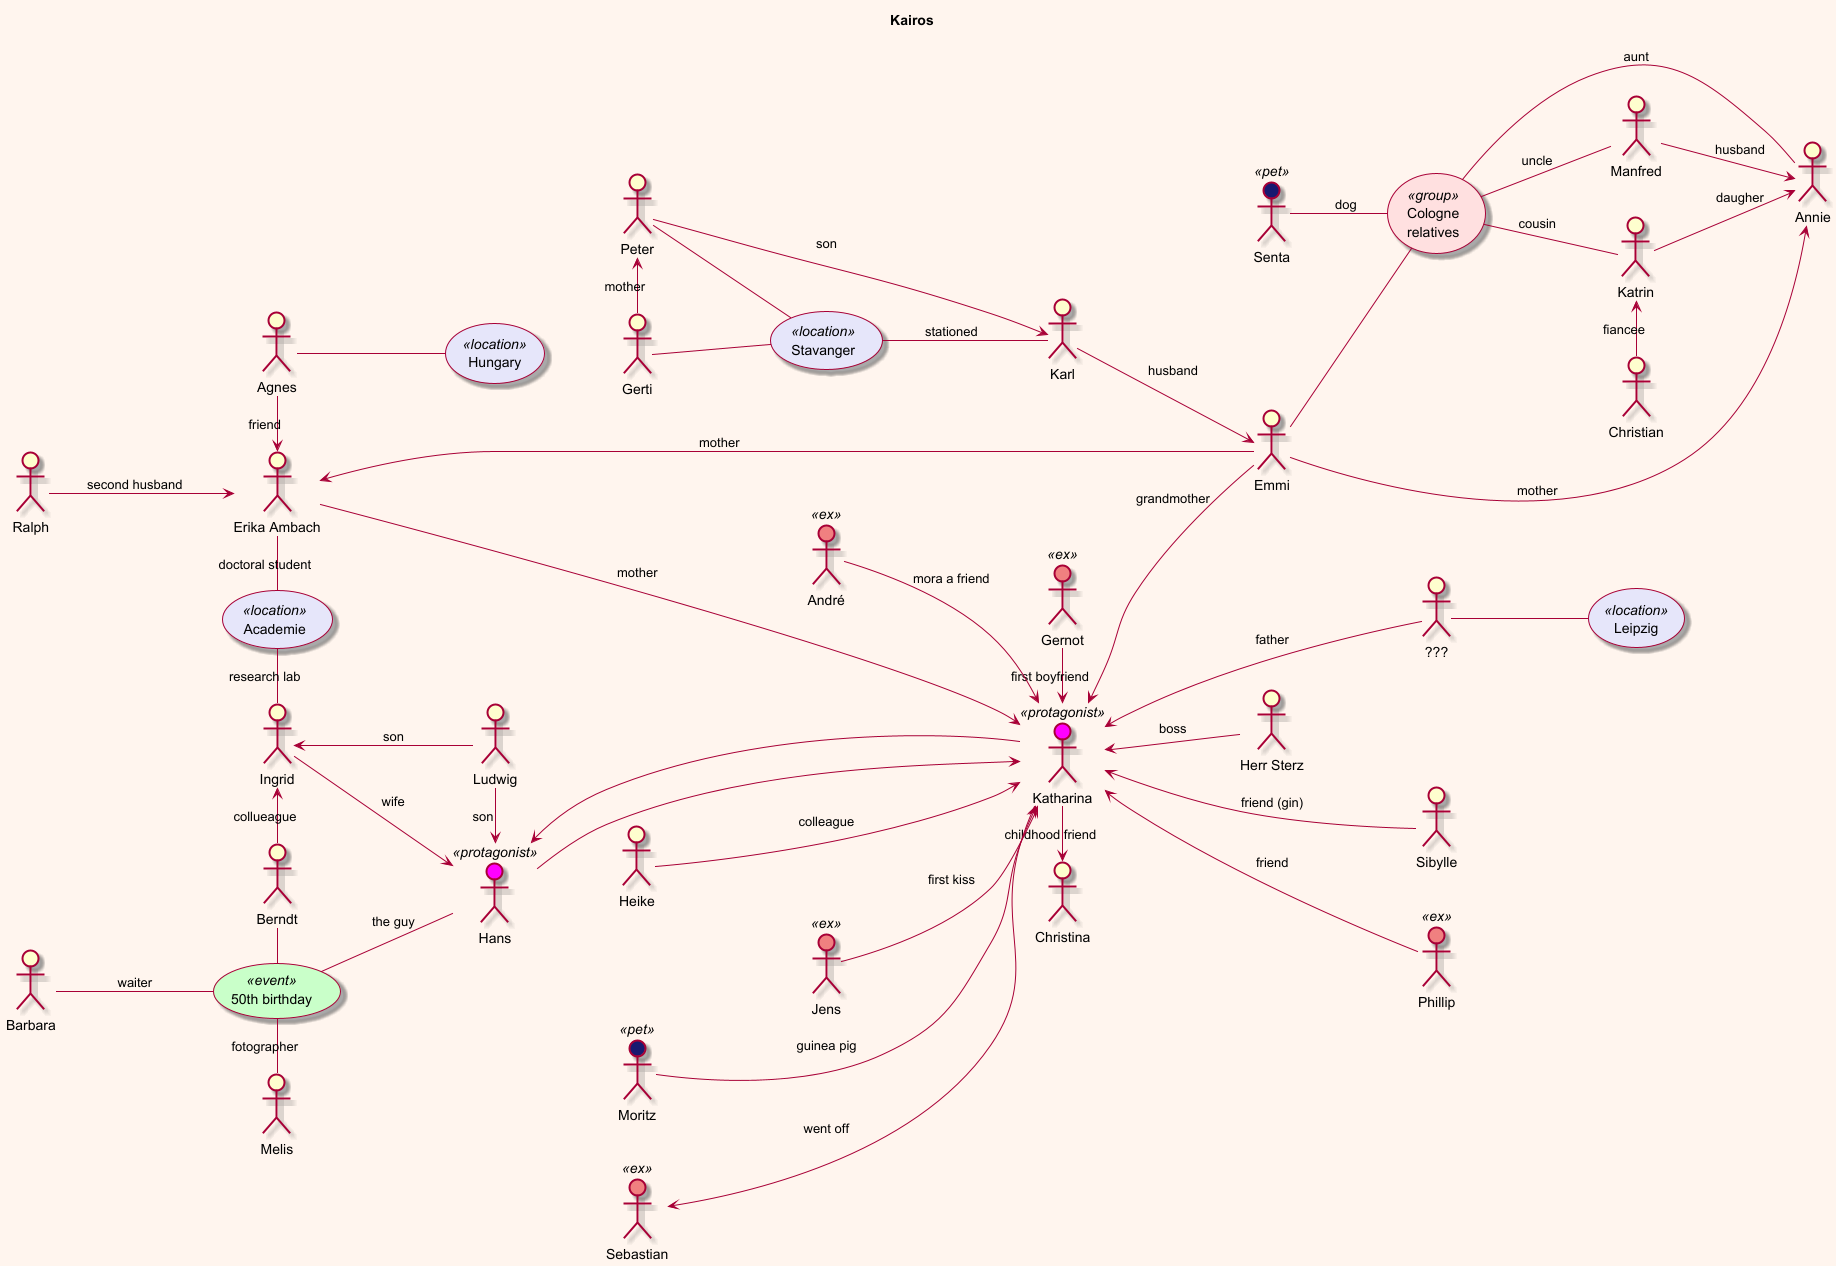 Kairos
aunt
Manfred
husband
Annie
uncle
«group»
Cologne
relatives
daugher
cousin
Katrin
«pet»
Senta
dog
Peter
son
mother
Gerti
«location»
Stavanger
stationed
Karl
fiancee
Christian
Agnes
«location»
Hungary
friend
husband
Emmi
mother
mother
Ralph
second husband
Erika Ambach
grandmother
«ex»
André
mora a friend
«ex»
Gernot
first boyfriend
doctoral student
«location»
Academie
mother
???
«location»
Leipzig
father
research lab
Ingrid
son
Ludwig
wife
son
«protagonist»
Katharina
boss
Herr Sterz
collueague
Berndt
«protagonist»
Hans
the guy
Heike
colleague
childhood friend
Christina
friend (gin)
Sibylle
friend
«ex»
Phillip
first kiss
«ex»
Jens
Barbara
waiter
«event»
50th birthday
fotographer
Melis
«pet»
Moritz
guinea pig
went off
«ex»
Sebastian